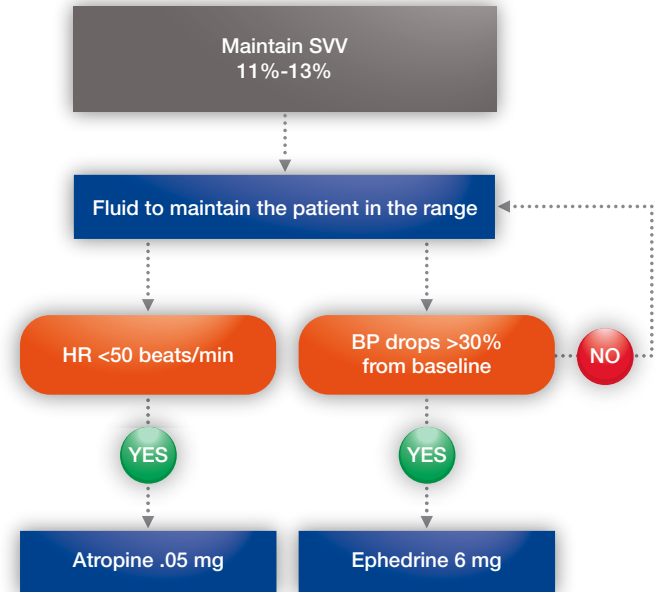 Maintain SVV
11%-13%
Fluid to maintain the patient in the range
HR <50 beats/min
BP drops >30%
from baseline
NO
YES
YES
Atropine .05 mg
Ephedrine 6 mg